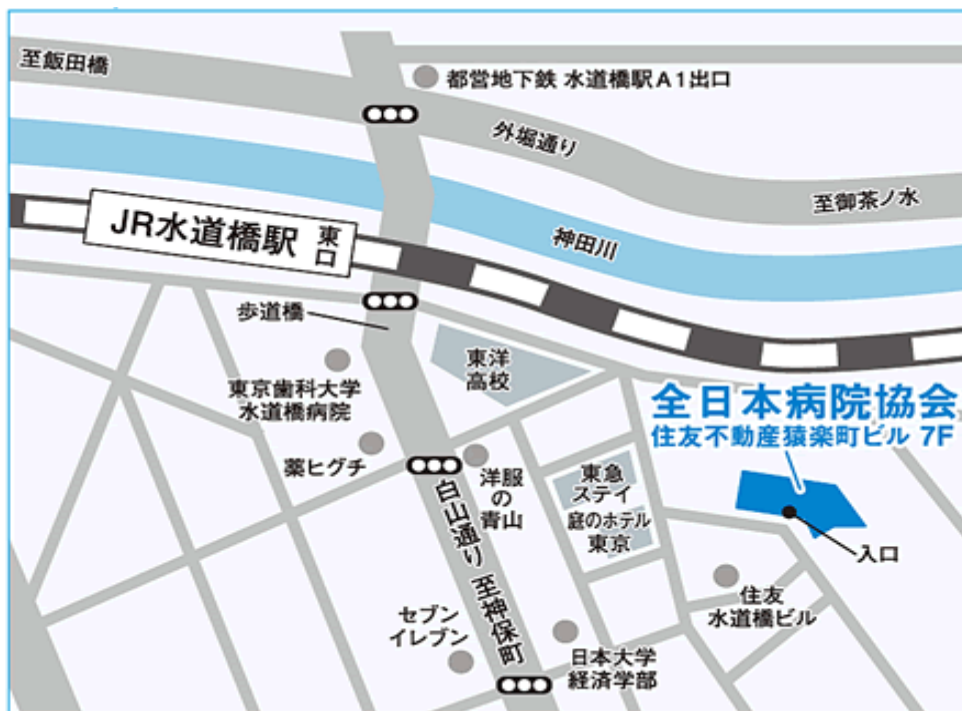 至飯田橋
都営地下鉄 水道橋駅A1出口
外堀通り
至御茶ノ水
JR水道橋駅 東口
神田川
歩道橋
東洋
高校
東京歯科大学
水道橋病院
全日本病院協会
住友不動産猿楽町ビル 7F
薬ヒグチ
洋服の青山
東急
ステイ
庭のホテル
東京
白山通り 至神保町
入口
住友
水道橋ビル
セブン
イレブン
日本大学
経済学部